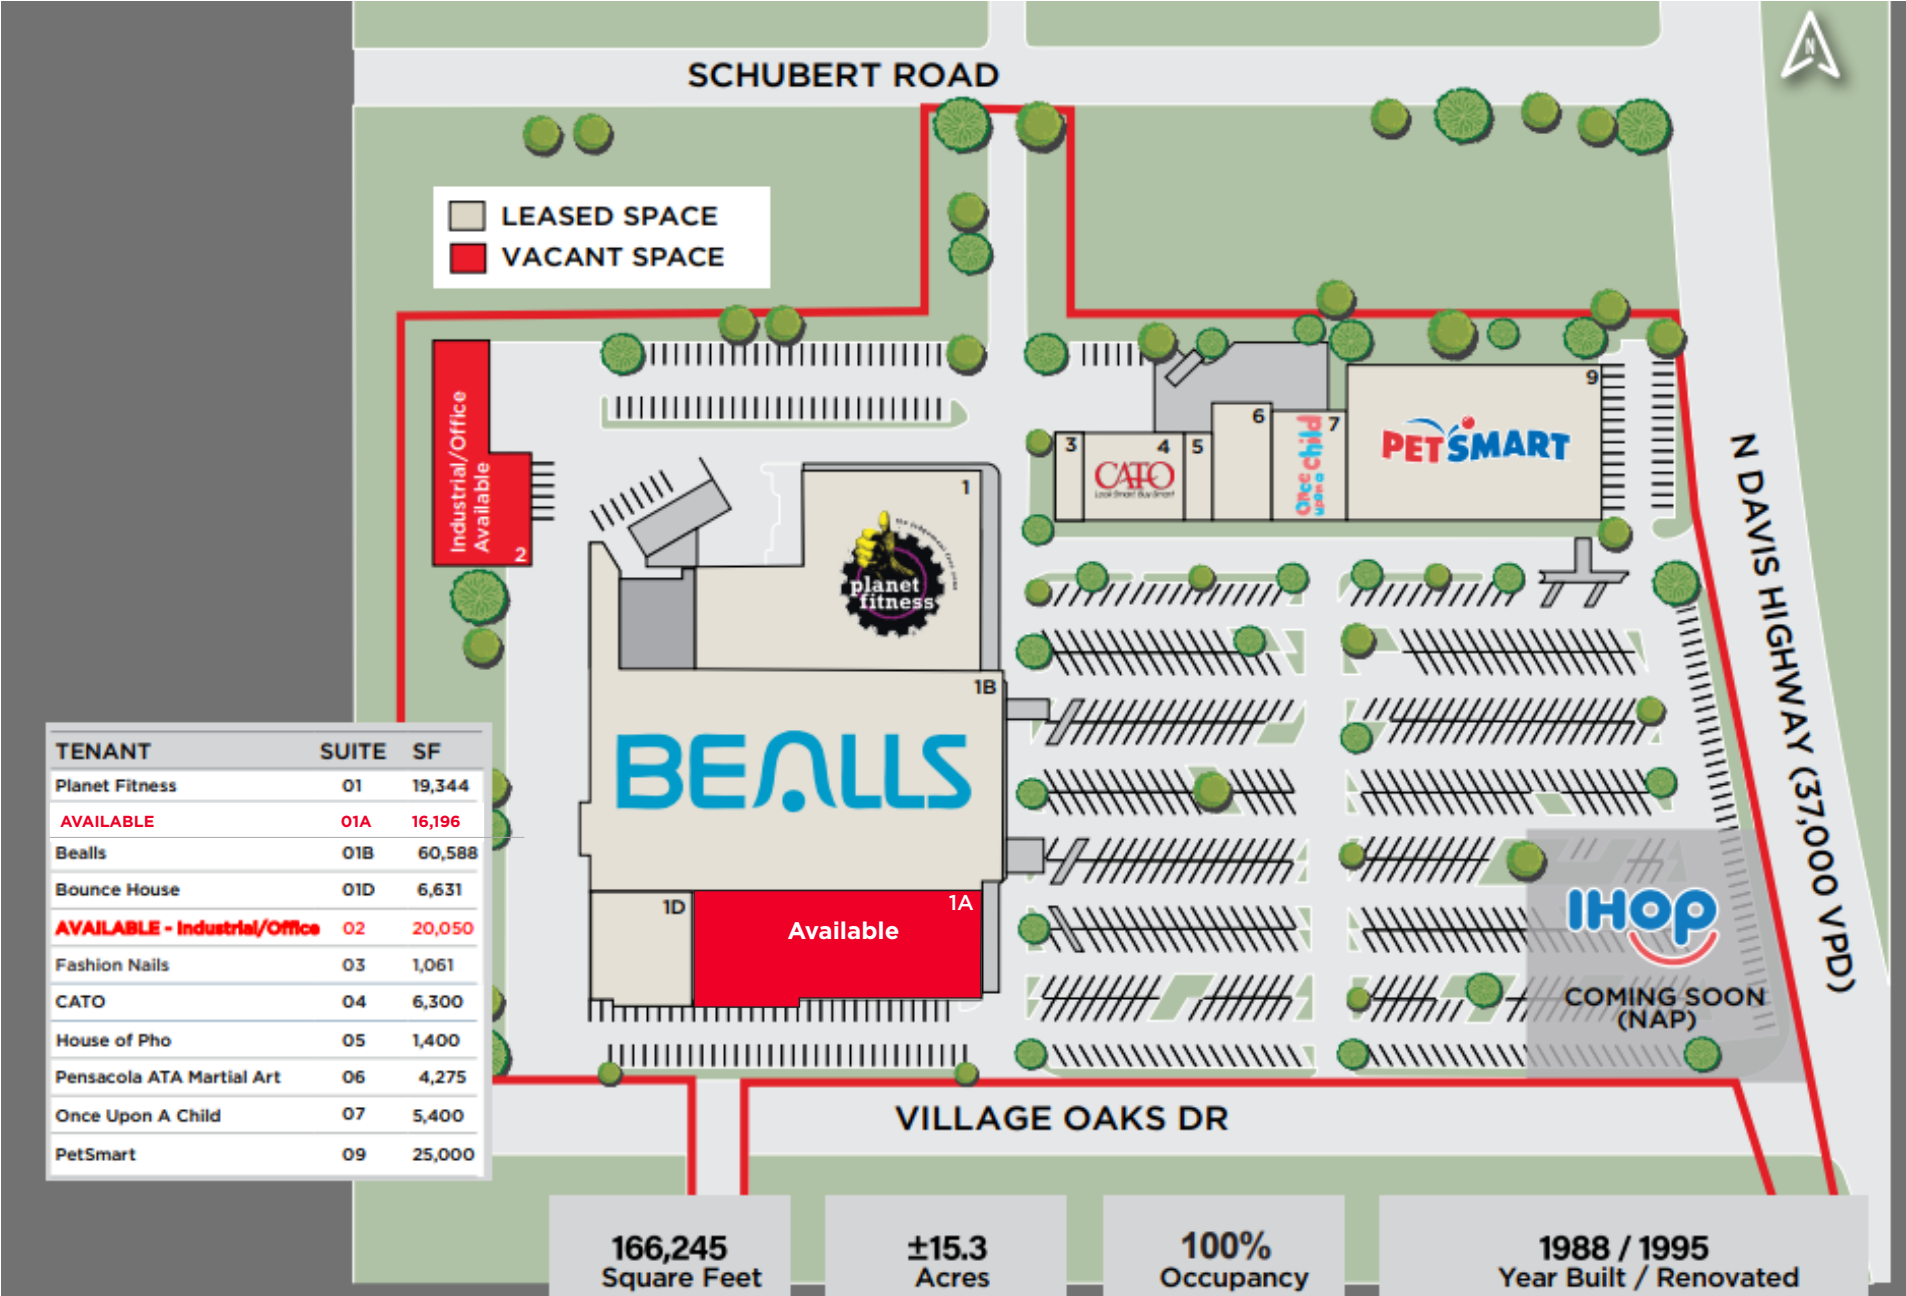 N
SCHUBERT ROAD
LEASED SPACE
VACANT SPACE
Industrial/Office
Available
2
1
planet
fitness
3
4
CATO
Look Smart Buy Smart
5
6
7
once
upon a
child
9
PETSMART
N DAVIS HIGHWAY (37,000 VPD)
1B
BEALLS
1D
1A
Available
IHOP
COMING SOON
(NAP)
TENANT SUITE SF
Planet Fitness 01 19,344
AVAILABLE 01A 16,196
Bealls 01B 60,588
Bounce House 01D 6,631
AVAILABLE - Industrial/Office 02 20,050
Fashion Nails 03 1,061
CATO 04 6,300
House of Pho 05 1,400
Pensacola ATA Martial Art 06 4,275
Once Upon A Child 07 5,400
PetSmart 09 25,000
VILLAGE OAKS DR
166,245
Square Feet
±15.3
Acres
100%
Occupancy
1988 / 1995
Year Built / Renovated